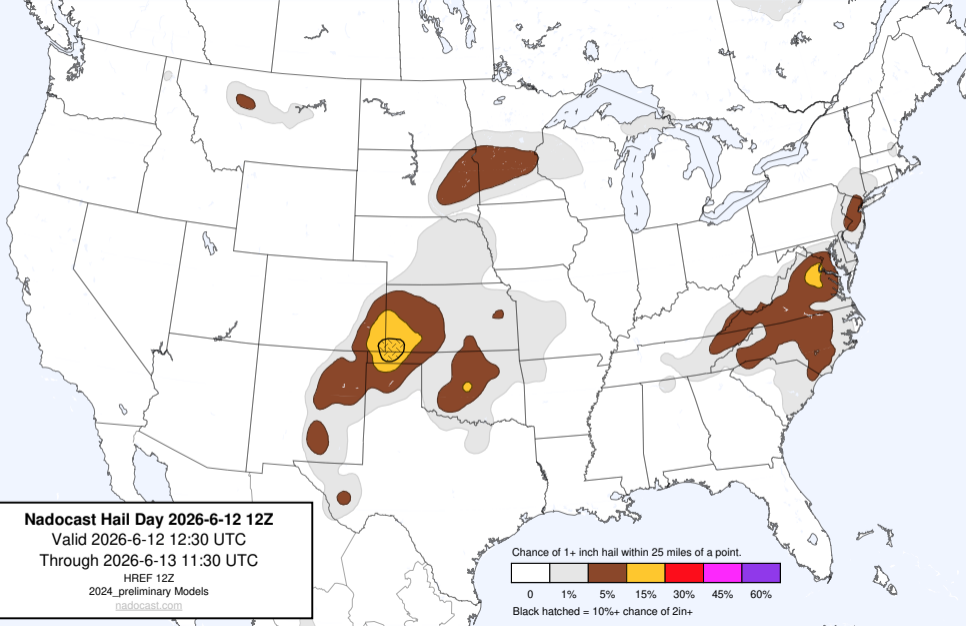 Nadocast Hail Day 2026-6-12 12Z
Valid 2026-6-12 12:30 UTC
Through 2026-6-13 11:30 UTC
HREF 12Z
2024_preliminary Models
nadocast.com
Chance of 1+ inch hail within 25 miles of a point.
0 1% 5% 15% 30% 45% 60%
Black hatched = 10%+ chance of 2in+